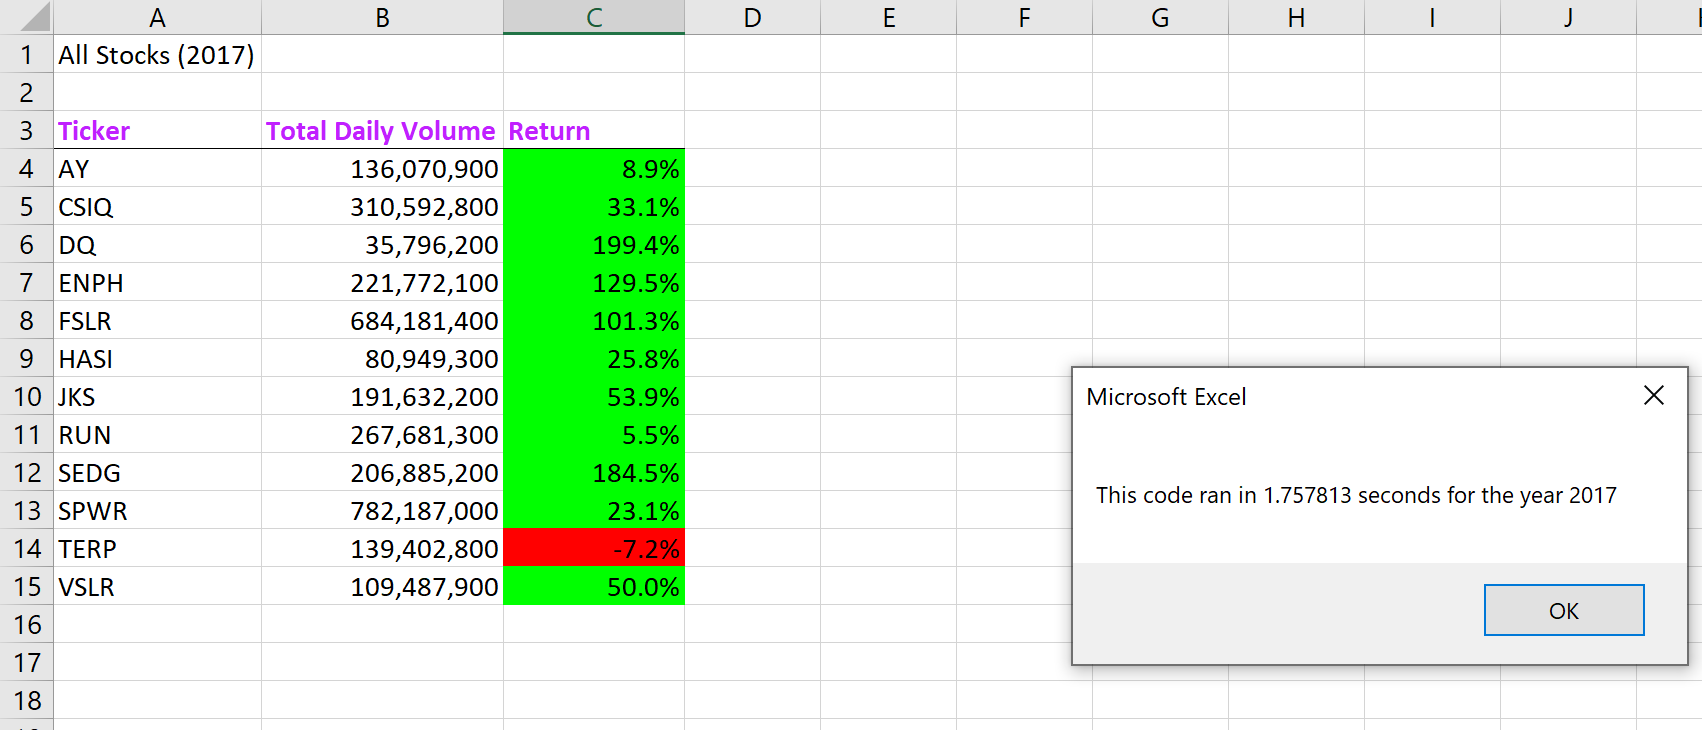 A B C D E F G H I J
1 All Stocks (2017)
2
3 Ticker Total Daily Volume Return
4 AY 136,070,900 8.9%
5 CSIQ 310,592,800 33.1%
6 DQ 35,796,200 199.4%
7 ENPH 221,772,100 129.5%
8 FSLR 684,181,400 101.3%
9 HASI 80,949,300 25.8%
10 JKS 191,632,200 53.9%
11 RUN 267,681,300 5.5%
12 SEDG 206,885,200 184.5%
13 SPWR 782,187,000 23.1%
14 TERP 139,402,800 -7.2%
15 VSLR 109,487,900 50.0%
16
17
18
Microsoft Excel
This code ran in 1.757813 seconds for the year 2017
OK